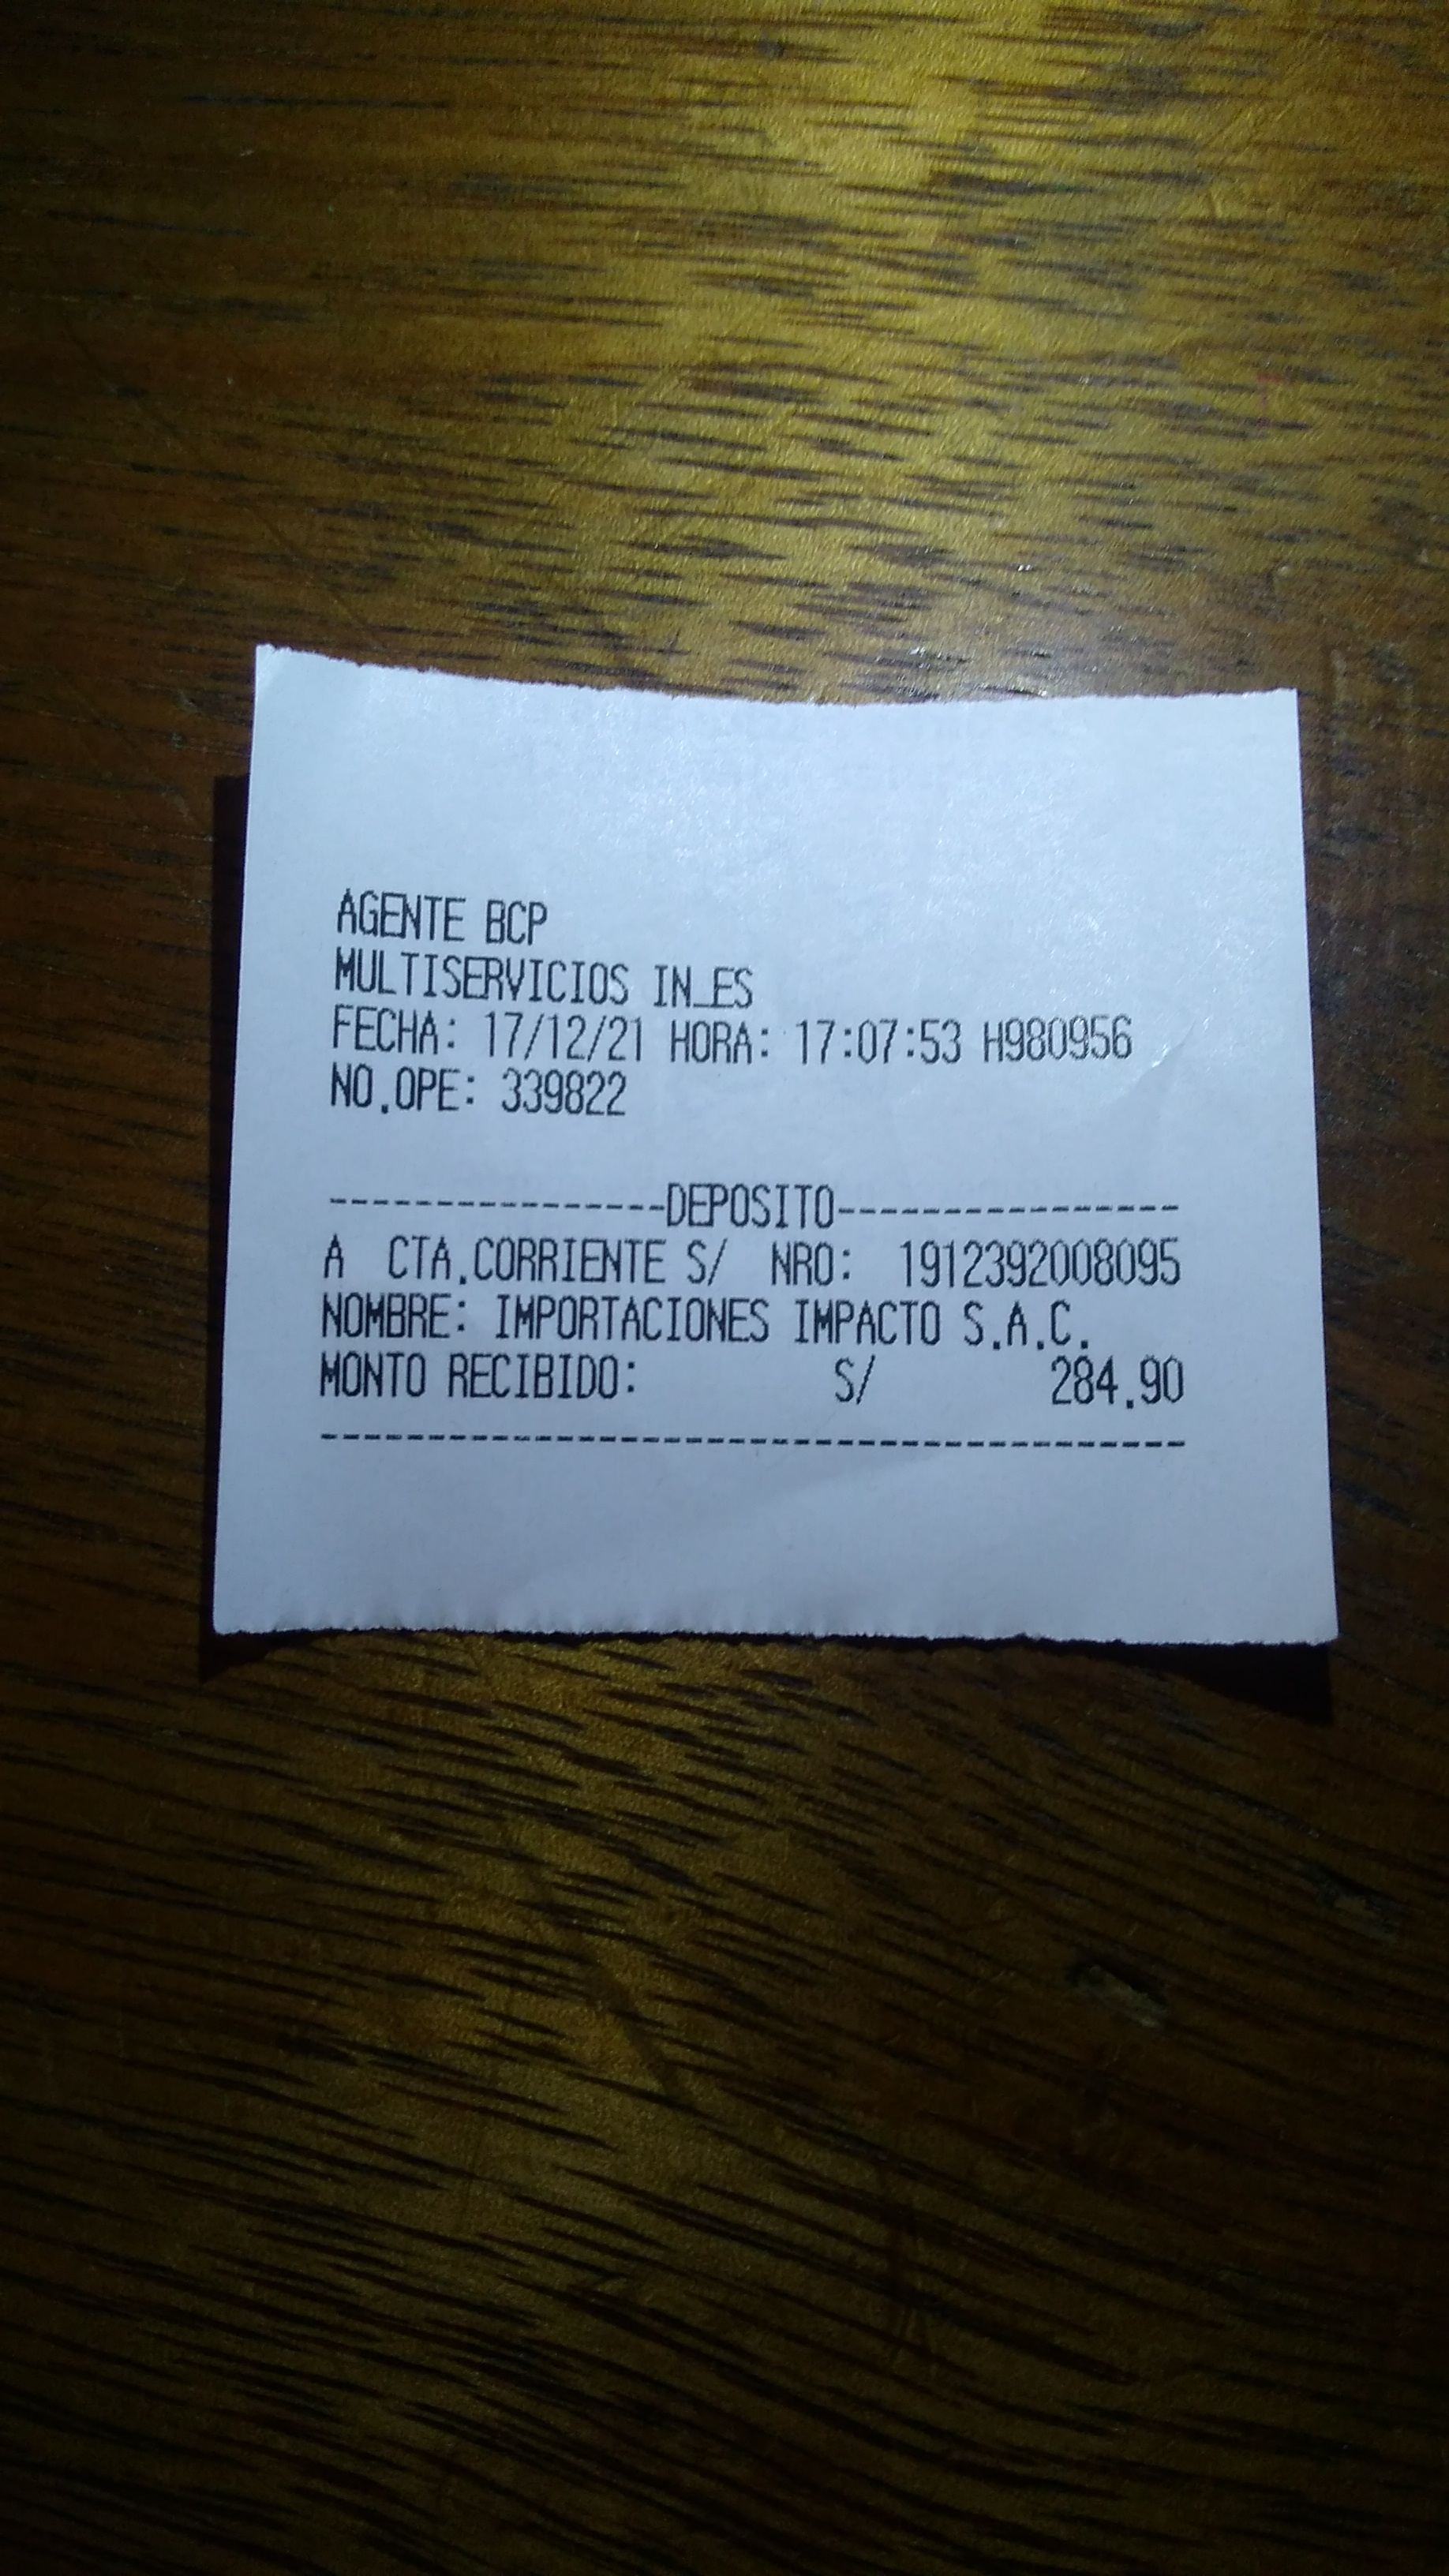 AGENTE BCP
MULTISERVICIOS IN_ES
FECHA: 17/12/21 HORA: 17:07:53 H980956
NO.OPE: 339822
----------------DEPOSITO----------------
A CTA.CORRIENTE S/ NRO: 1912392008095
NOMBRE: IMPORTACIONES IMPACTO S.A.C.
MONTO RECIBIDO: S/ 284.90
----------------------------------------